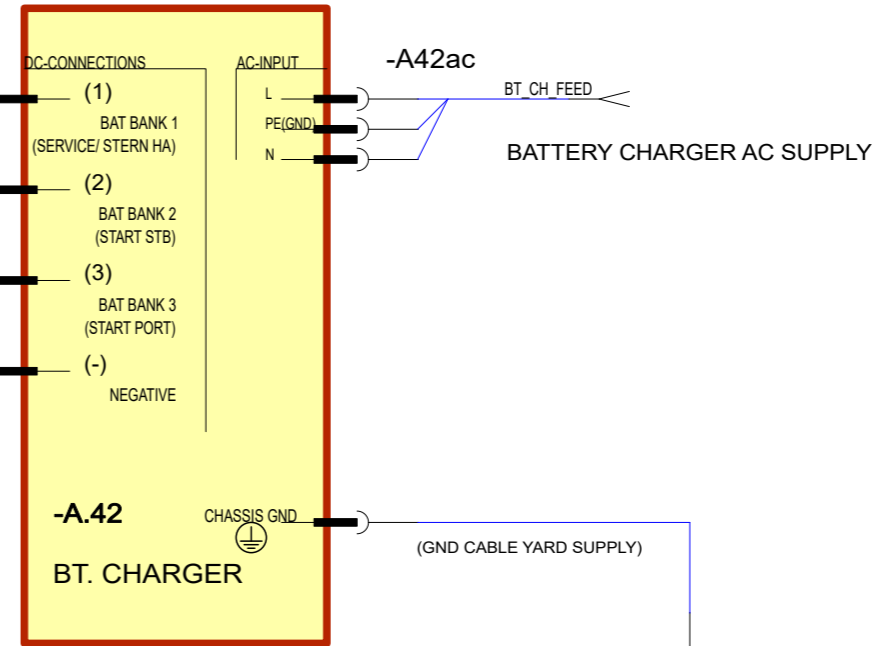 DC-CONNECTIONS
AC-INPUT
-A42ac
(1)
BAT BANK 1
(SERVICE/ STERN HA)
L
PE(GND)
N
BT_CH_FEED
BATTERY CHARGER AC SUPPLY
(2)
BAT BANK 2
(START STB)
(3)
BAT BANK 3
(START PORT)
(-)
NEGATIVE
-A.42
CHASSIS GND
(GND CABLE YARD SUPPLY)
BT. CHARGER